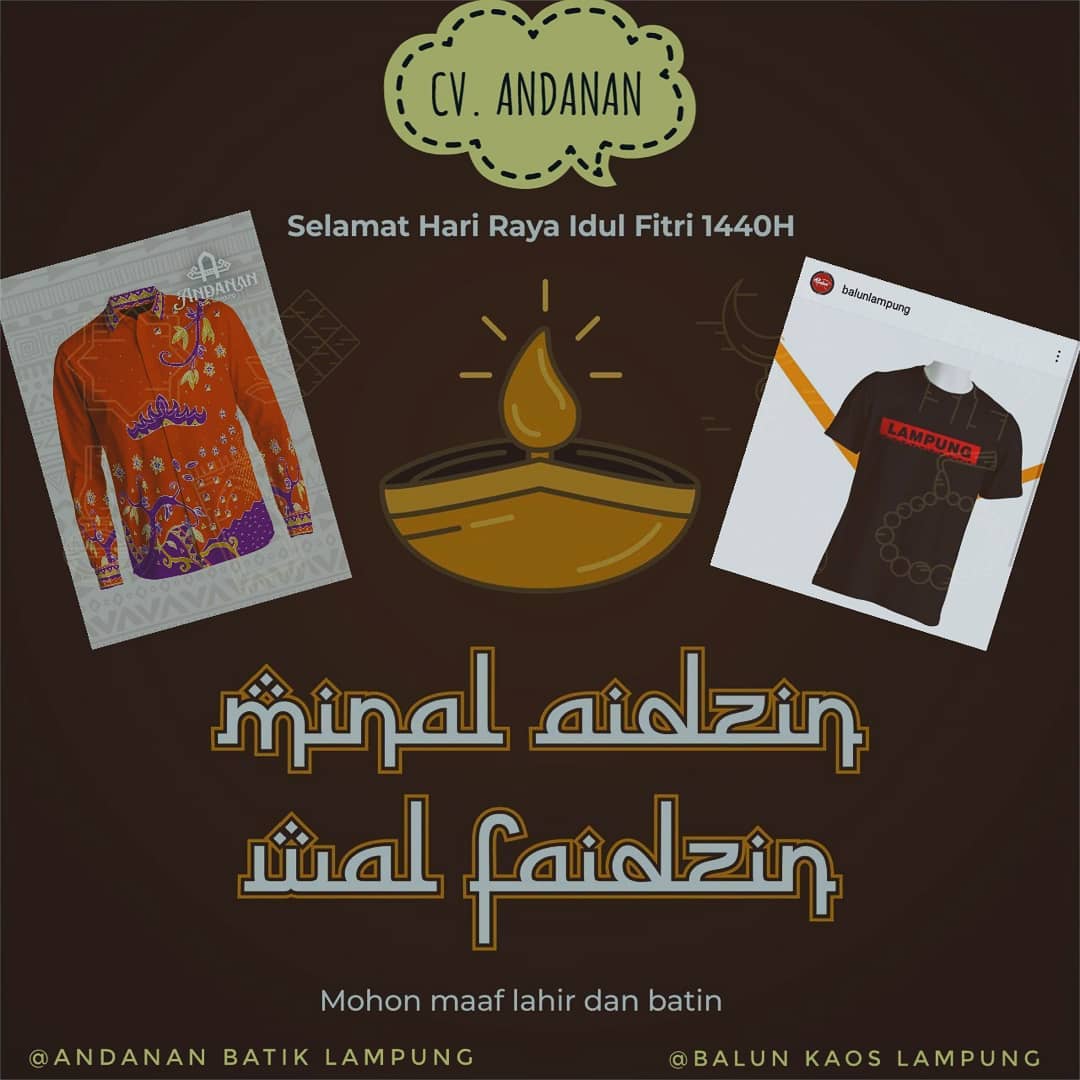 CV. ANDANAN
Selamat Hari Raya Idul Fitri 1440H
ANDANAN
balunlampung
LAMPUNG
minal aidzin
wal faidzin
Mohon maaf lahir dan batin
@ANDANAN BATIK LAMPUNG
@BALUN KAOS LAMPUNG